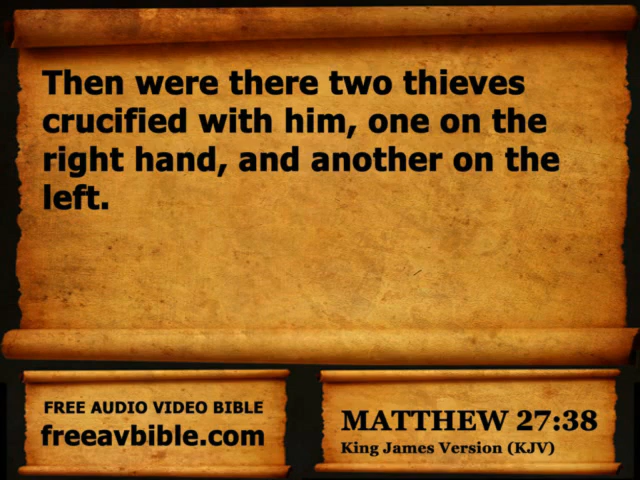 Then were there two thieves
crucified with him, one on the
right hand, and another on the
left.
FREE AUDIO VIDEO BIBLE
freeavbible.com
MATTHEW 27:38
King James Version (KJV)